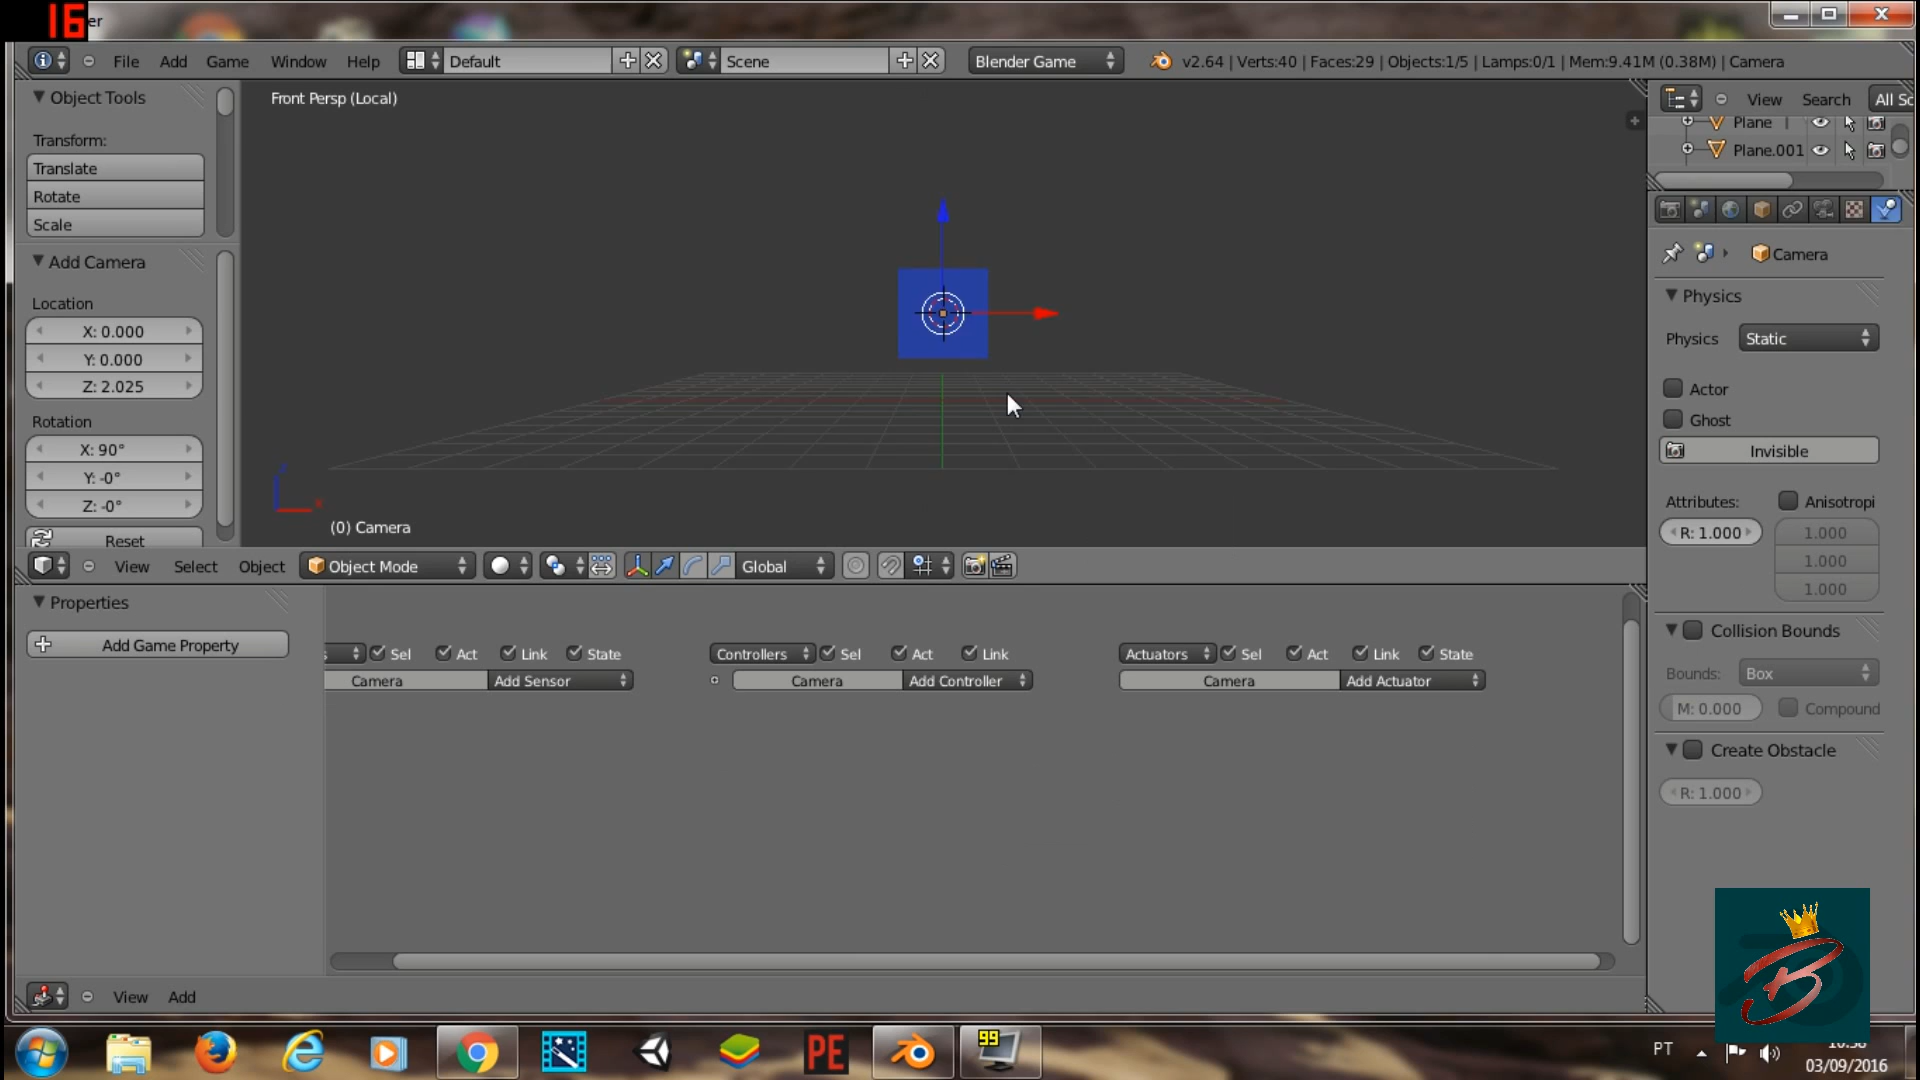 16er
File Add Game Window Help Default Scene Blender Game v2.64 | Verts:40 | Faces:29 | Objects:1/5 | Lamps:0/1 | Mem:9.41M (0.38M) | Camera
Object Tools
Transform:
Translate
Rotate
Scale
Add Camera
Location
X: 0.000
Y: 0.000
Z: 2.025
Rotation
X: 90°
Y: -0°
Z: -0°
Reset
Front Persp (Local)
(0) Camera
View Select Object Object Mode Global
View Search All Sc
Plane
Plane.001
Camera
Physics
Physics Static
Actor
Ghost
Invisible
Attributes: Anisotropi
R: 1.000 1.000
1.000
1.000
Collision Bounds
Bounds: Box
M: 0.000 Compound
Create Obstacle
R: 1.000
Properties
Add Game Property
s Sel Act Link State
Camera Add Sensor
Controllers Sel Act Link
Camera Add Controller
Actuators Sel Act Link State
Camera Add Actuator
View Add
B
PE
99
PT
03/09/2016